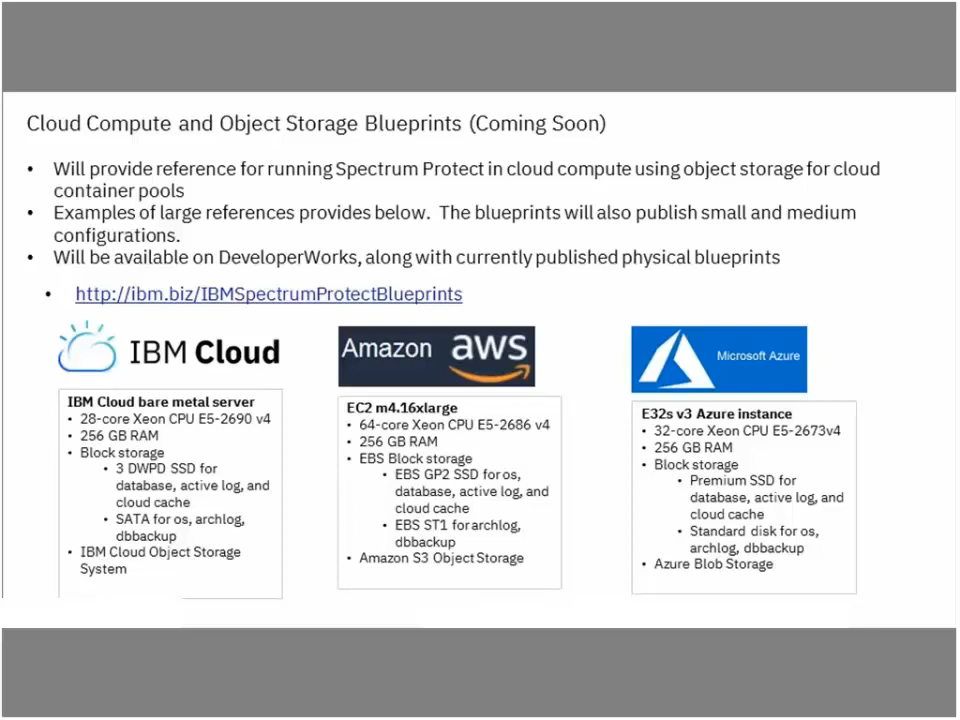 Cloud Compute and Object Storage Blueprints (Coming Soon)
• Will provide reference for running Spectrum Protect in cloud compute using object storage for cloud
container pools
• Examples of large references provides below. The blueprints will also publish small and medium
configurations.
• Will be available on DeveloperWorks, along with currently published physical blueprints
• http://ibm.biz/IBMSpectrumProtectBlueprints
IBM Cloud
IBM Cloud bare metal server
• 28-core Xeon CPU E5-2690 v4
• 256 GB RAM
• Block storage
• 3 DWPD SSD for
database, active log, and
cloud cache
• SATA for os, archlog,
dbbackup
• IBM Cloud Object Storage
System
Amazon aws
EC2 m4.16xlarge
• 64-core Xeon CPU E5-2686 v4
• 256 GB RAM
• EBS Block storage
• EBS GP2 SSD for os,
database, active log, and
cloud cache
• EBS ST1 for archlog,
dbbackup
• Amazon S3 Object Storage
Microsoft Azure
E32s v3 Azure instance
• 32-core Xeon CPU E5-2673v4
• 256 GB RAM
• Block storage
• Premium SSD for
database, active log, and
cloud cache
• Standard disk for os,
archlog, dbbackup
• Azure Blob Storage